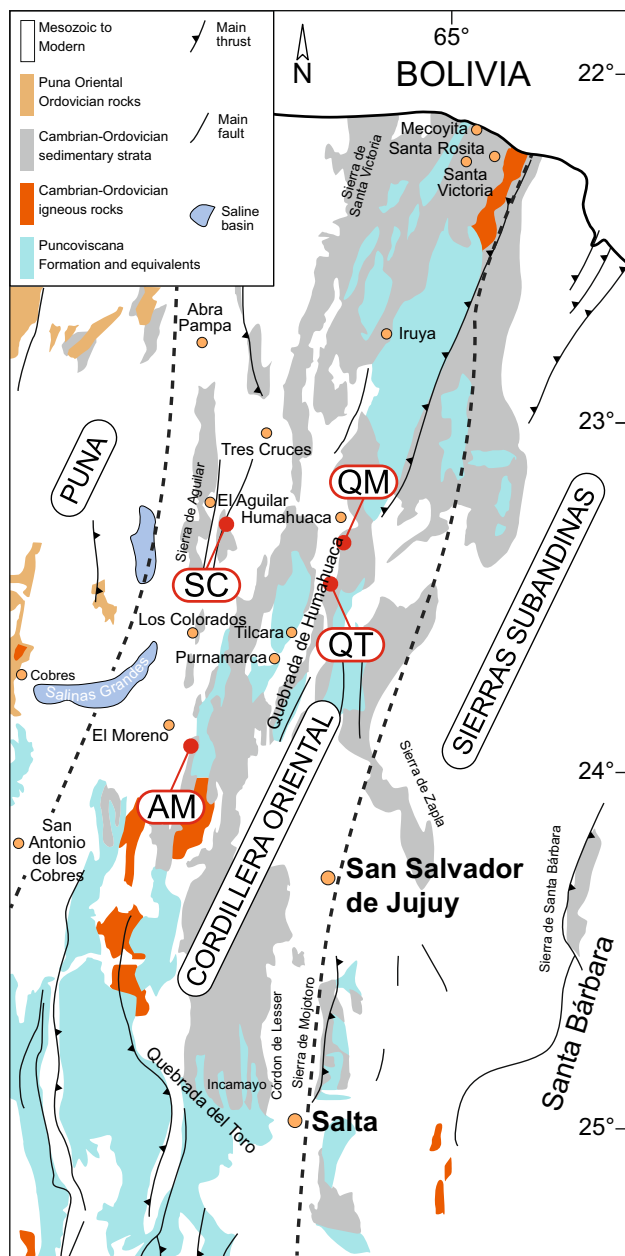 Mesozoic to
Modern
Puna Oriental
Ordovician rocks
Cambrian-Ordovician
sedimentary strata
Cambrian-Ordovician
igneous rocks
Puncoviscana
Formation and equivalents
Main
thrust
Main
fault
Saline
basin
N
65°
BOLIVIA
22°
Mecoyita
Santa Rosita
Santa
Victoria
Sierra de
Santa Victoria
Abra
Pampa
Iruya
23°
Tres Cruces
PUNA
QM
El Aguilar
Humahuaca
Sierra de Aguilar
SC
Quebrada de Humahuaca
SIERRAS SUBANDINAS
Los Colorados
Tilcara
QT
Purnamarca
Cobres
Salinas Grandes
El Moreno
CORDILLERA ORIENTAL
Sierra de Zapla
24°
AM
San
Antonio
de los
Cobres
San Salvador
de Jujuy
Sierra de Santa Bárbara
Santa Bárbara
Cordon de Lesser
Sierra de Mojotoro
Quebrada del Toro
Incamayo
Salta
25°